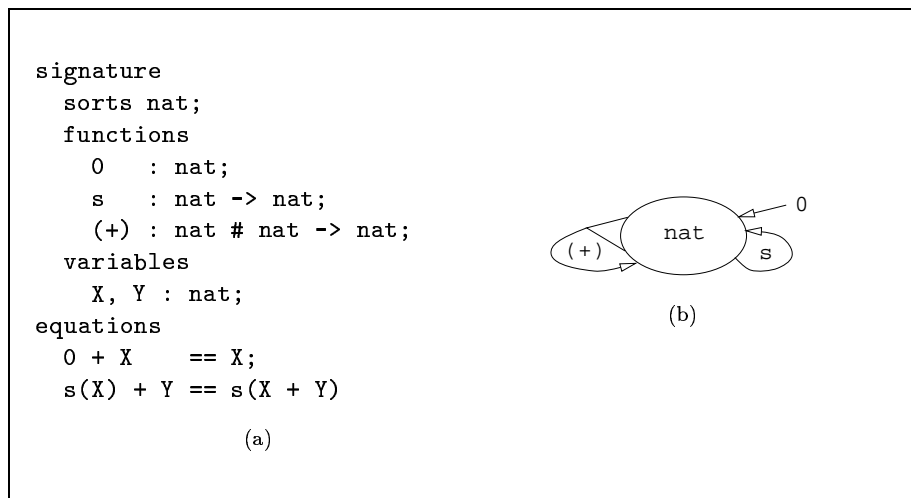 signature
  sorts nat;
  functions
    0   : nat;
    s   : nat -> nat;
    (+) : nat # nat -> nat;
  variables
    X, Y : nat;
equations
  0 + X    == X;
  s(X) + Y == s(X + Y)
(a)
0
nat
(+)
s
(b)